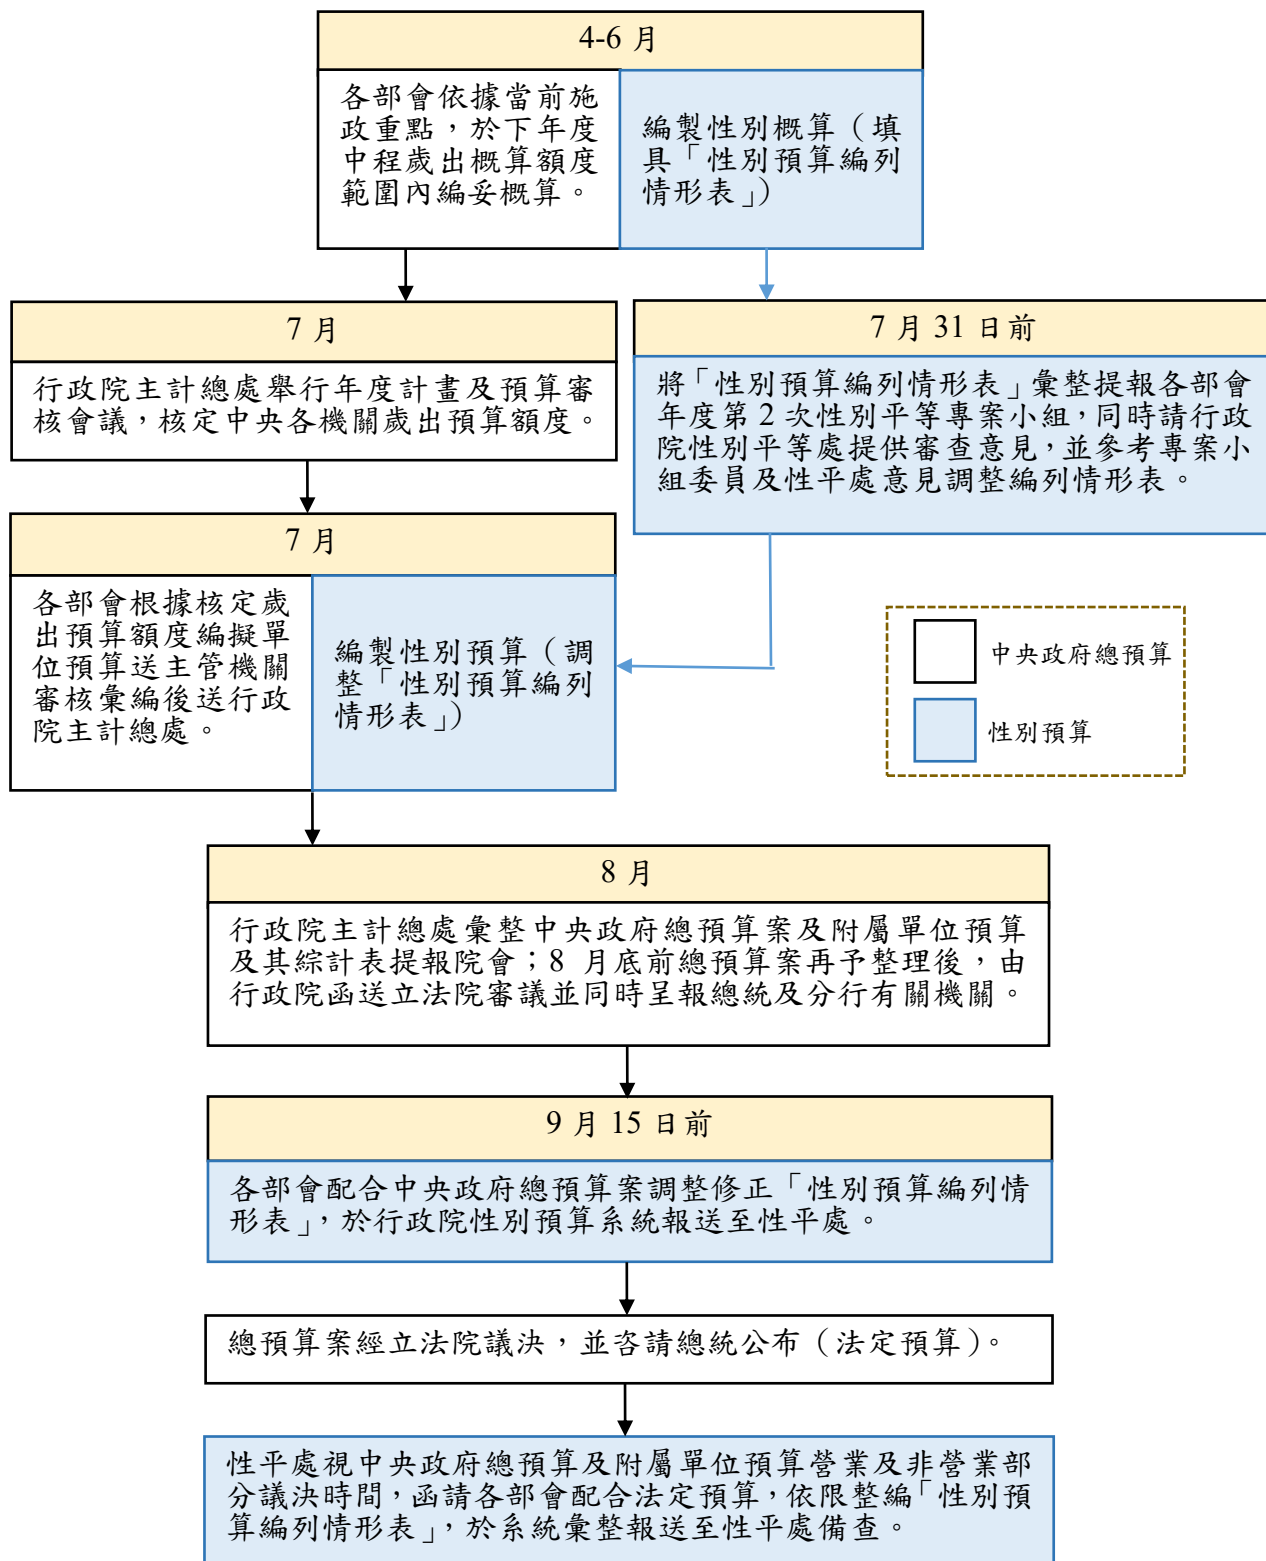 4-6 月
各部會依據當前施
政重點，於下年度
中程歲出概算額度
範圍內編妥概算。
編製性別概算（填
具「性別預算編列
情形表」）
7 月
行政院主計總處舉行年度計畫及預算審
核會議，核定中央各機關歲出預算額度。
7 月 31 日前
將「性別預算編列情形表」彙整提報各部會
年度第 2 次性別平等專案小組，同時請行政
院性別平等處提供審查意見，並參考專案小
組委員及性平處意見調整編列情形表。
7 月
各部會根據核定歲
出預算額度編擬單
位預算送主管機關
審核彙編後送行政
院主計總處。
編製性別預算（調
整「性別預算編列
情形表」）
中央政府總預算
性別預算
8 月
行政院主計總處彙整中央政府總預算案及附屬單位預算
及其綜計表提報院會；8 月底前總預算案再予整理後，由
行政院函送立法院審議並同時呈報總統及分行有關機關。
9 月 15 日前
各部會配合中央政府總預算案調整修正「性別預算編列情
形表」，於行政院性別預算系統報送至性平處。
總預算案經立法院議決，並咨請總統公布（法定預算）。
性平處視中央政府總預算及附屬單位預算營業及非營業部
分議決時間，函請各部會配合法定預算，依限整編「性別預
算編列情形表」，於系統彙整報送至性平處備查。